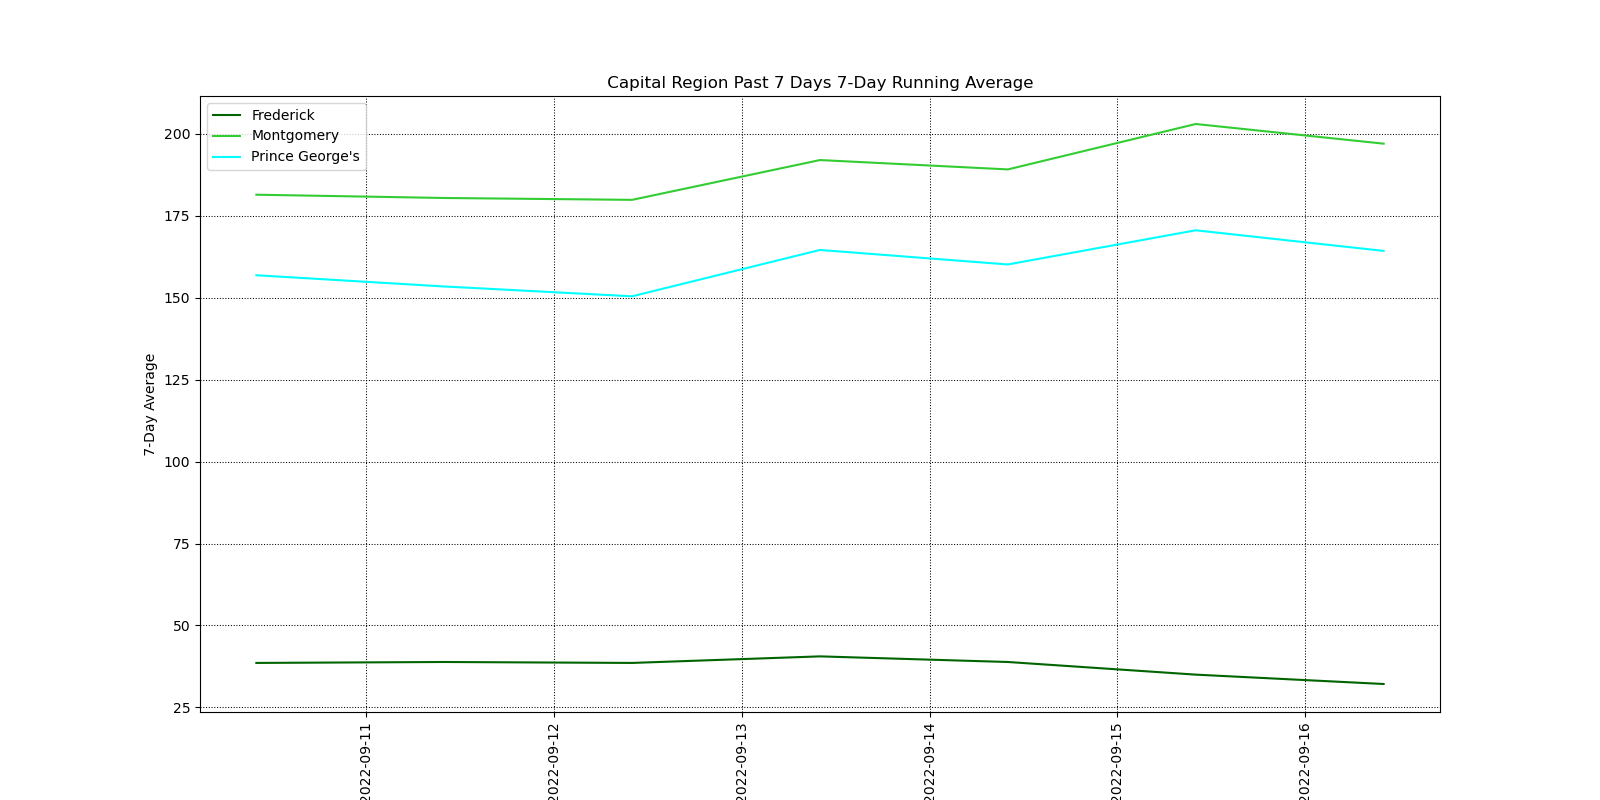 Capital Region Past 7 Days 7-Day Running Average
Frederick
Montgomery
Prince George's
200
175
150
125
100
75
50
25
7-Day Average
2022-09-11
2022-09-12
2022-09-13
2022-09-14
2022-09-15
2022-09-16